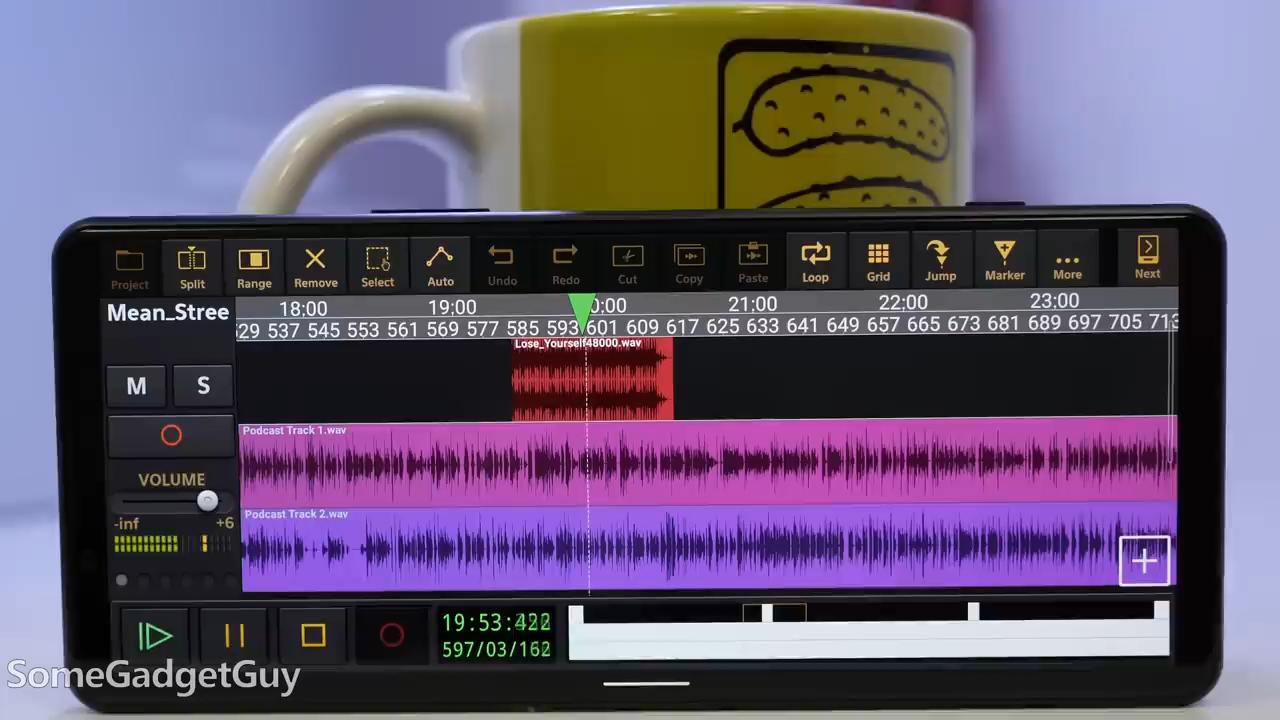 Project Split Range Remove Select Auto Undo Redo Cut Copy Paste Loop Grid Jump Marker More Next
Mean_Stree
18:00 19:00 0:00 21:00 22:00 23:00
529 537 545 553 561 569 577 585 593 601 609 617 625 633 641 649 657 665 673 681 689 697 705 713
Lose_Yourself48000.wav
M S
Podcast Track 1.wav
VOLUME
-inf +6
Podcast Track 2.wav
19:53:422
597/03/162
SomeGadgetGuy